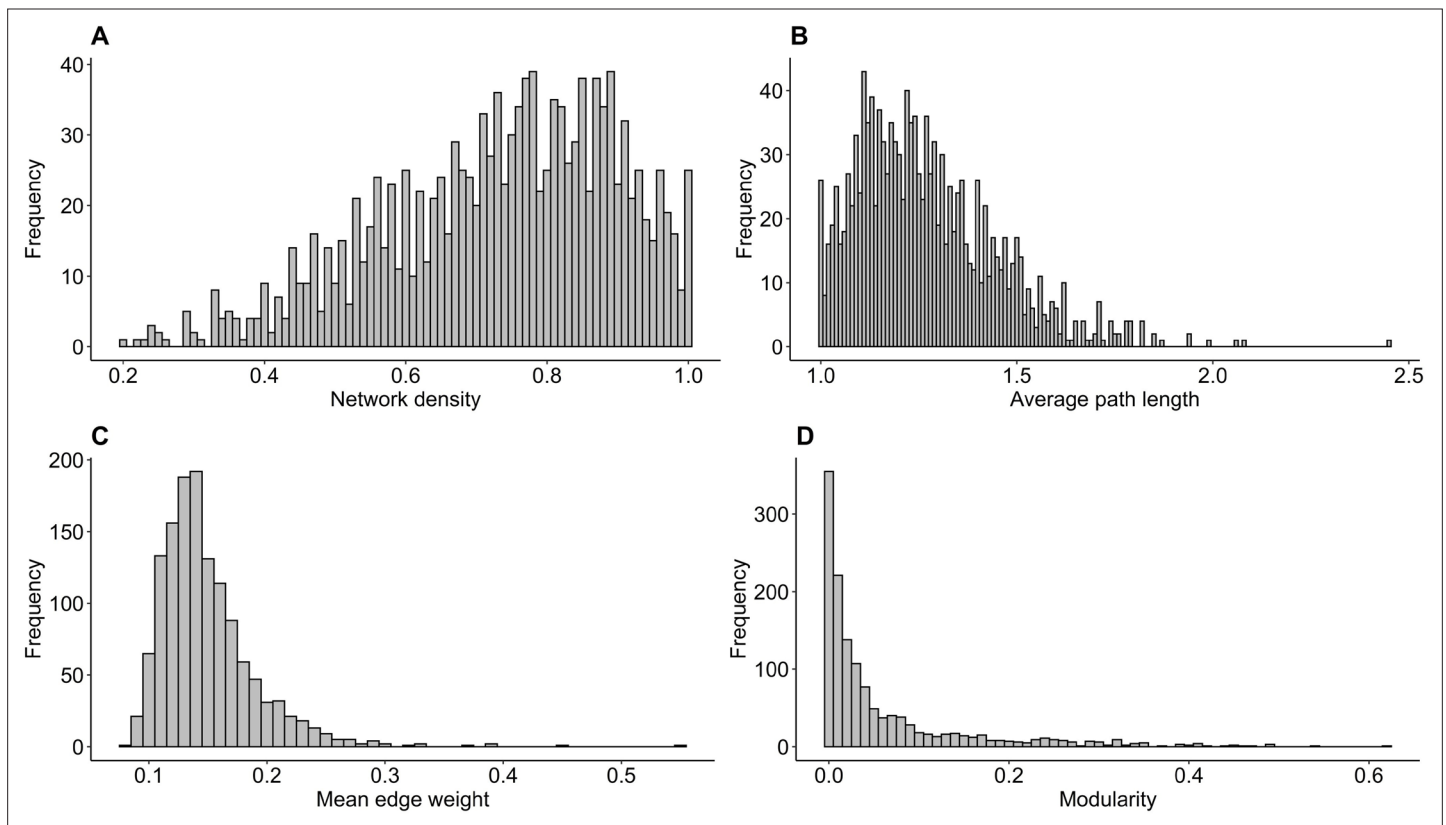 A
Frequency
40
30
20
10
0
0.2 0.4 0.6 0.8 1.0
Network density
B
Frequency
40
30
20
10
0
1.0 1.5 2.0 2.5
Average path length
C
Frequency
200
150
100
50
0
0.1 0.2 0.3 0.4 0.5
Mean edge weight
D
Frequency
300
200
100
0
0.0 0.2 0.4 0.6
Modularity